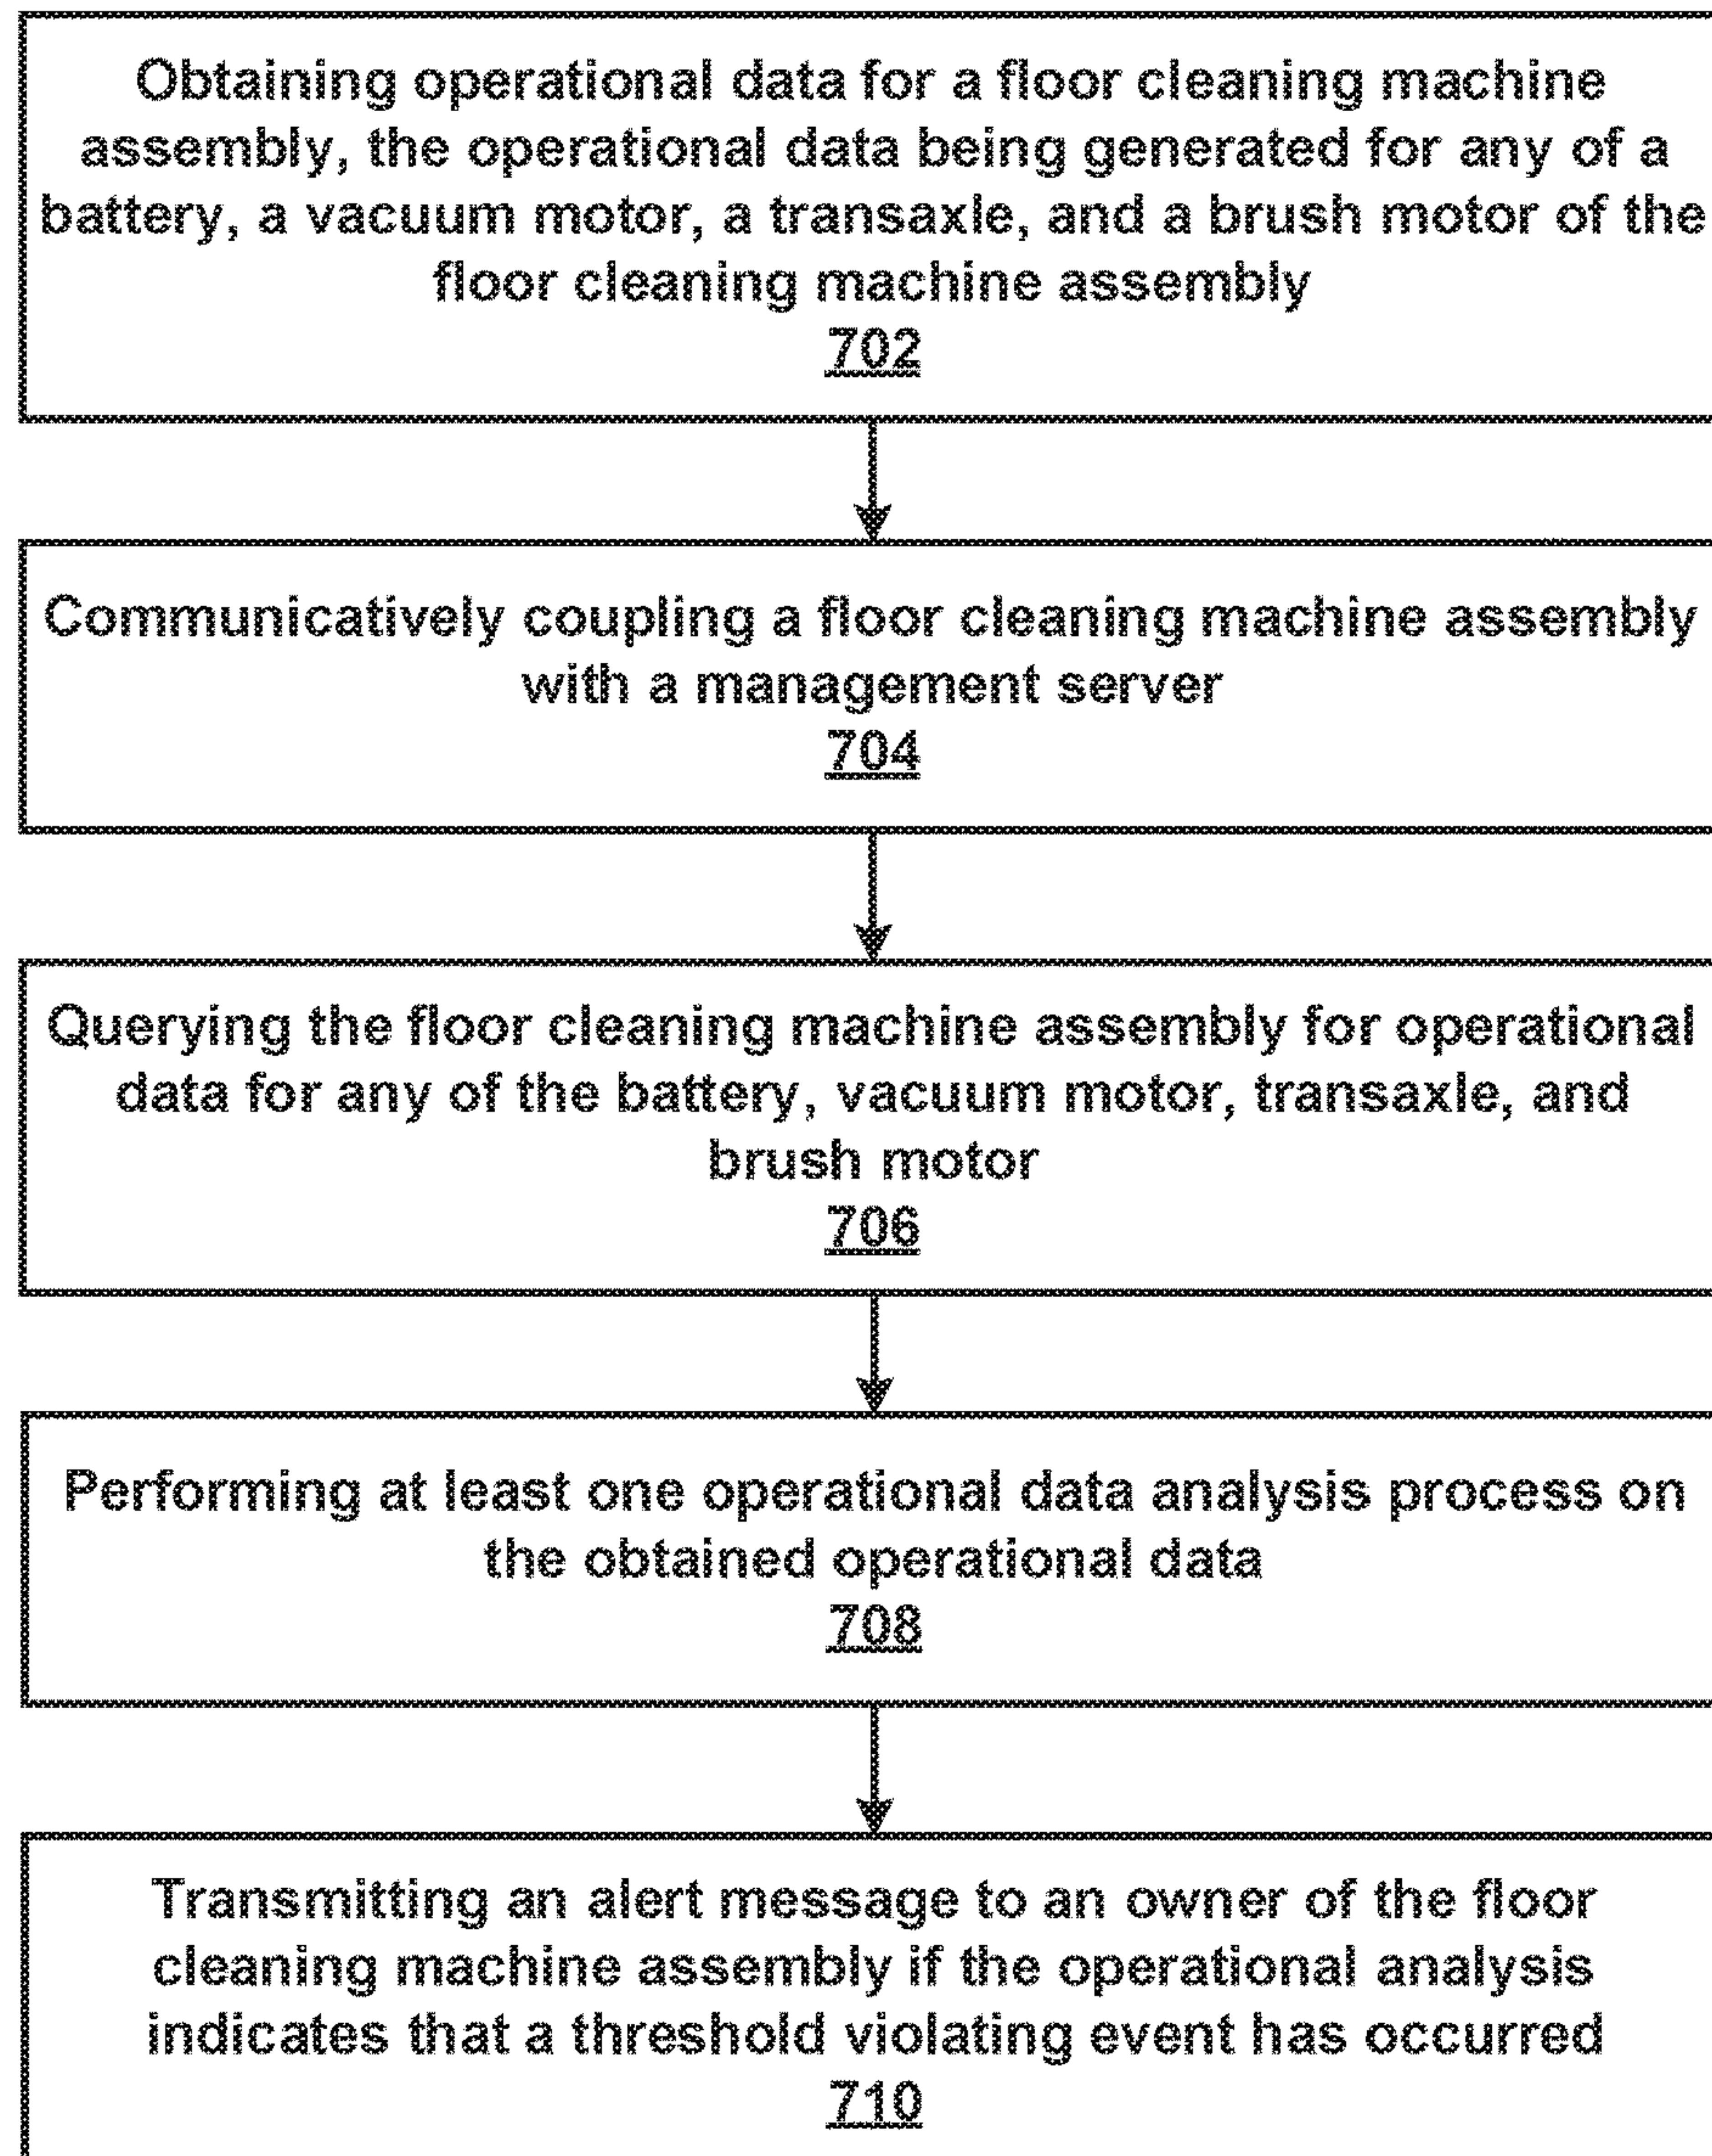 Obtaining operational data for a floor cleaning machine
assembly, the operational data being generated for any of a
battery, a vacuum motor, a transaxle, and a brush motor of the
floor cleaning machine assembly
702
Communicatively coupling a floor cleaning machine assembly
with a management server
704
Querying the floor cleaning machine assembly for operational
data for any of the battery, vacuum motor, transaxle, and
brush motor
706
Performing at least one operational data analysis process on
the obtained operational data
708
Transmitting an alert message to an owner of the floor
cleaning machine assembly if the operational analysis
indicates that a threshold violating event has occurred
710